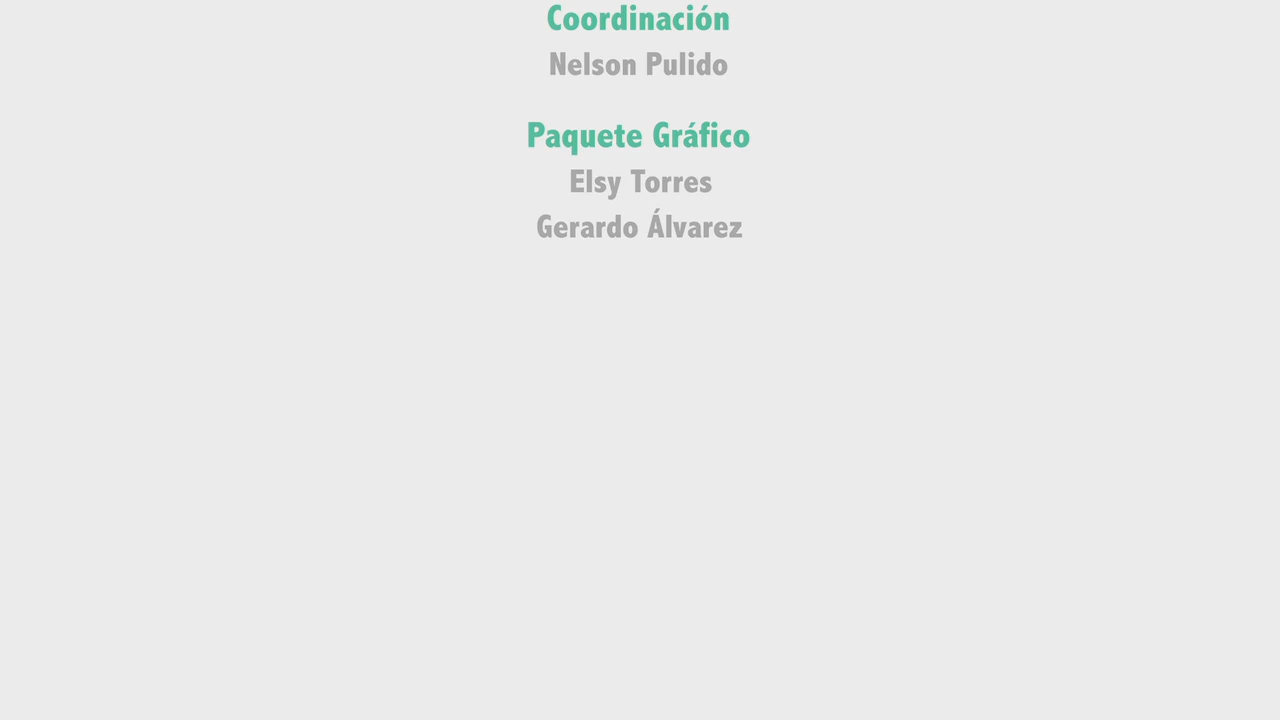 Coordinación
Nelson Pulido
Paquete Gráfico
Elsy Torres
Gerardo Álvarez